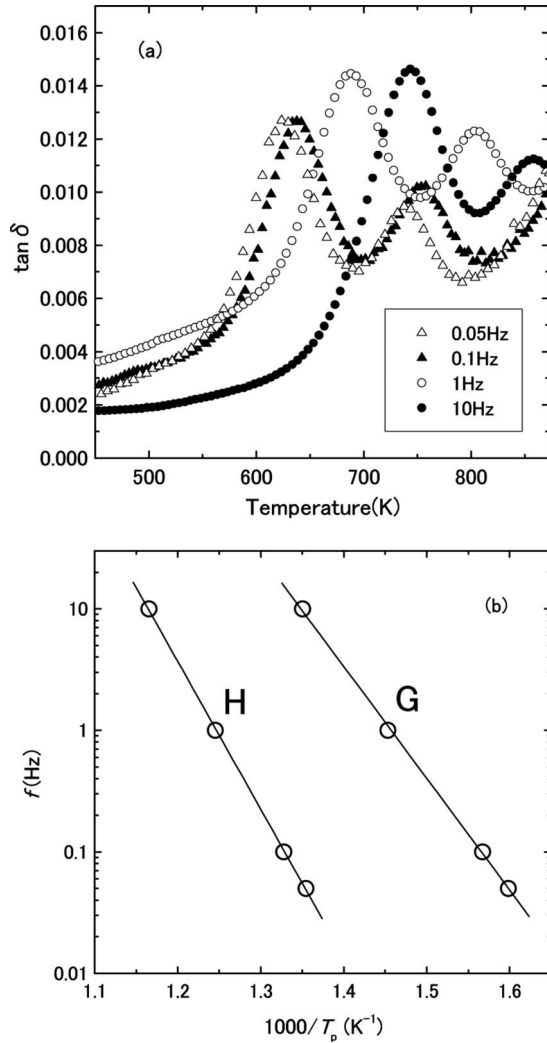 (a)
0.016
0.014
0.012
0.010
0.008
0.006
0.004
0.002
0.000
tan δ
0.05Hz
0.1Hz
1Hz
10Hz
500 600 700 800
Temperature(K)
(b)
10
1
0.1
0.01
f(Hz)
H
G
1.1 1.2 1.3 1.4 1.5 1.6
1000/Tp (K⁻¹)